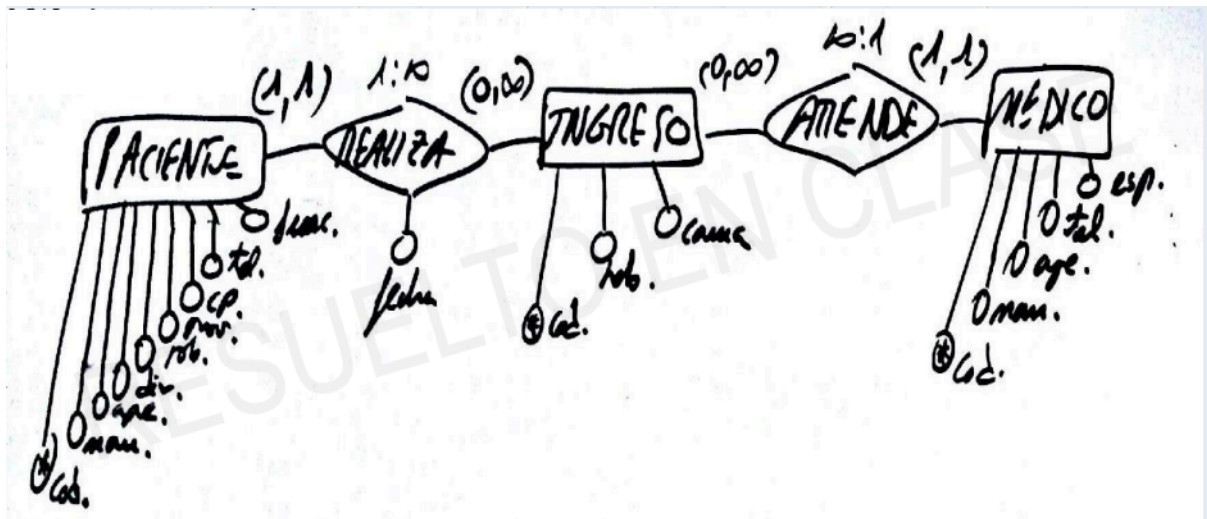 (1,1)
1:∞
(0,∞)
(0,∞)
∞:1
(1,1)
PACIENTE
REALIZA
INGRESO
ATIENDE
MÉDICO
fnac.
tel.
cp.
prov.
pob.
dir.
ape.
nom.
* cod.
fecha
cama
hab.
* cod.
esp.
tel.
ape.
nom.
* cod.
RESUELTO EN CLASE